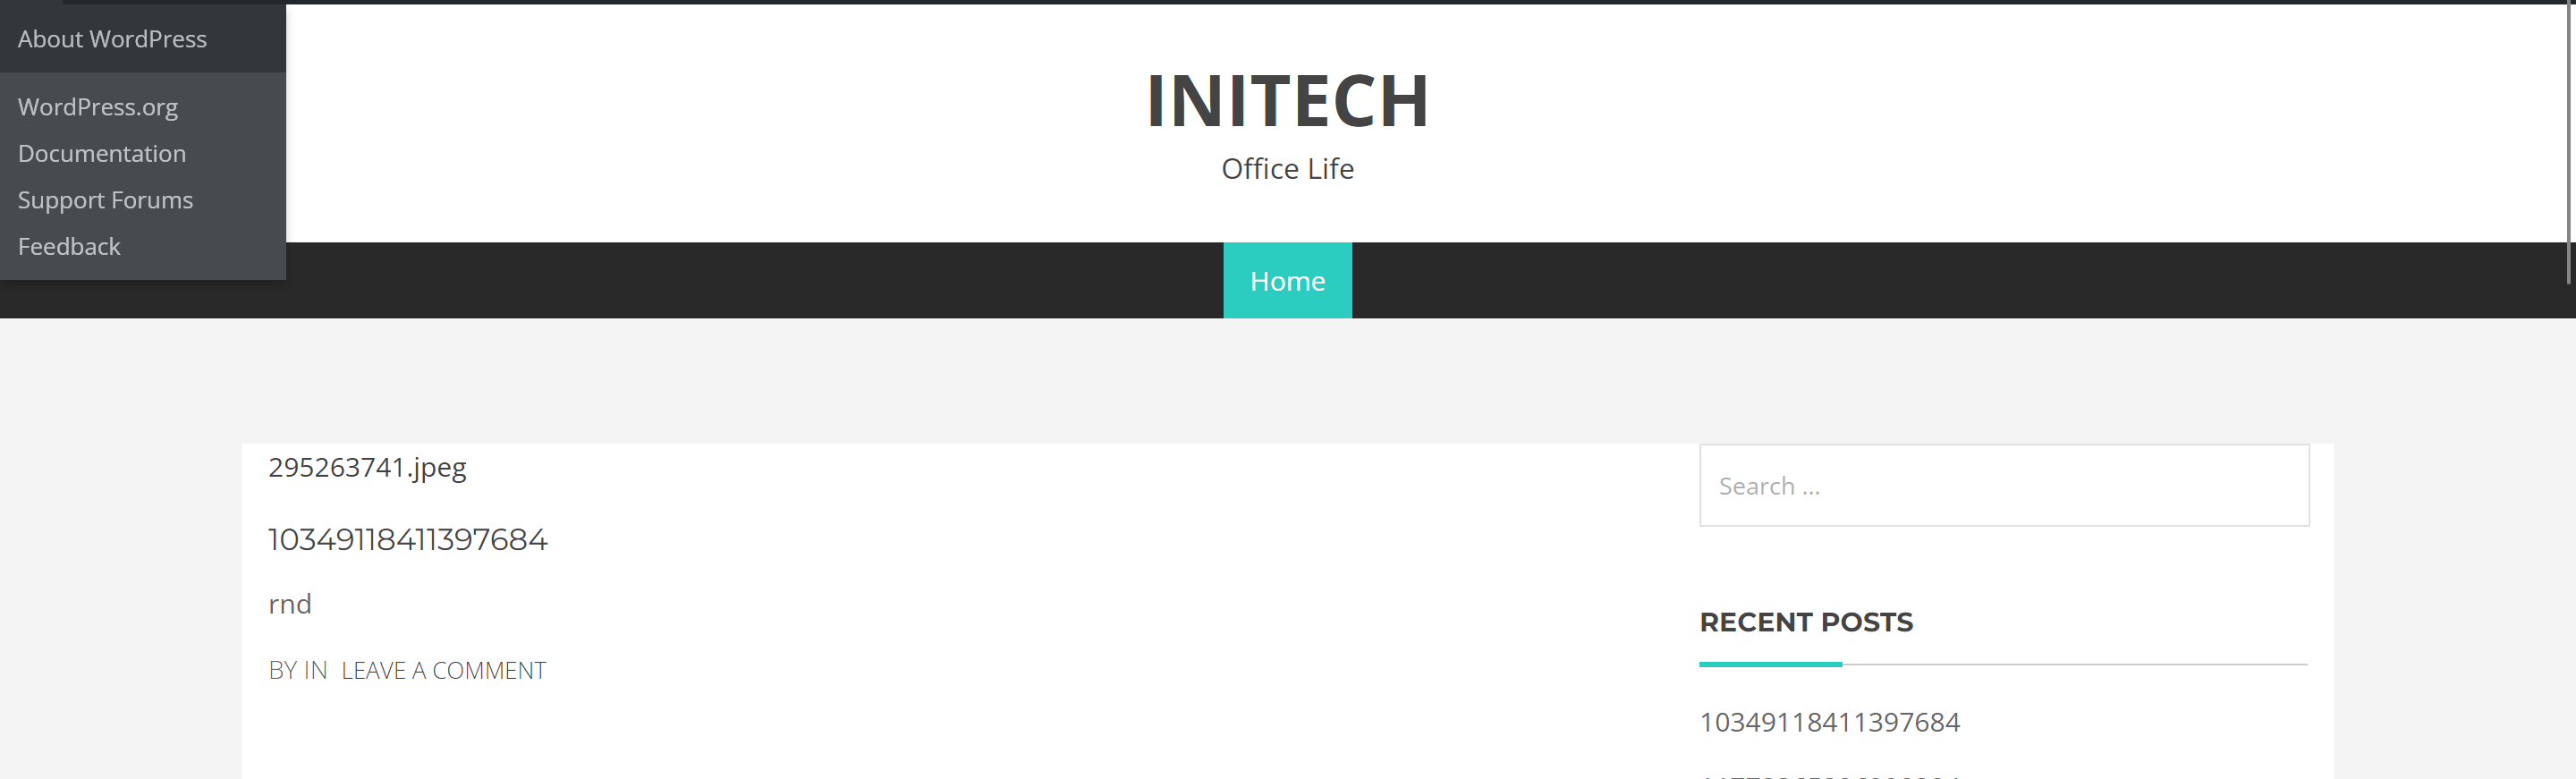 About WordPress
WordPress.org
Documentation
Support Forums
Feedback
INITECH
Office Life
Home
295263741.jpeg
10349118411397684
rnd
BY IN LEAVE A COMMENT
Search ...
RECENT POSTS
10349118411397684